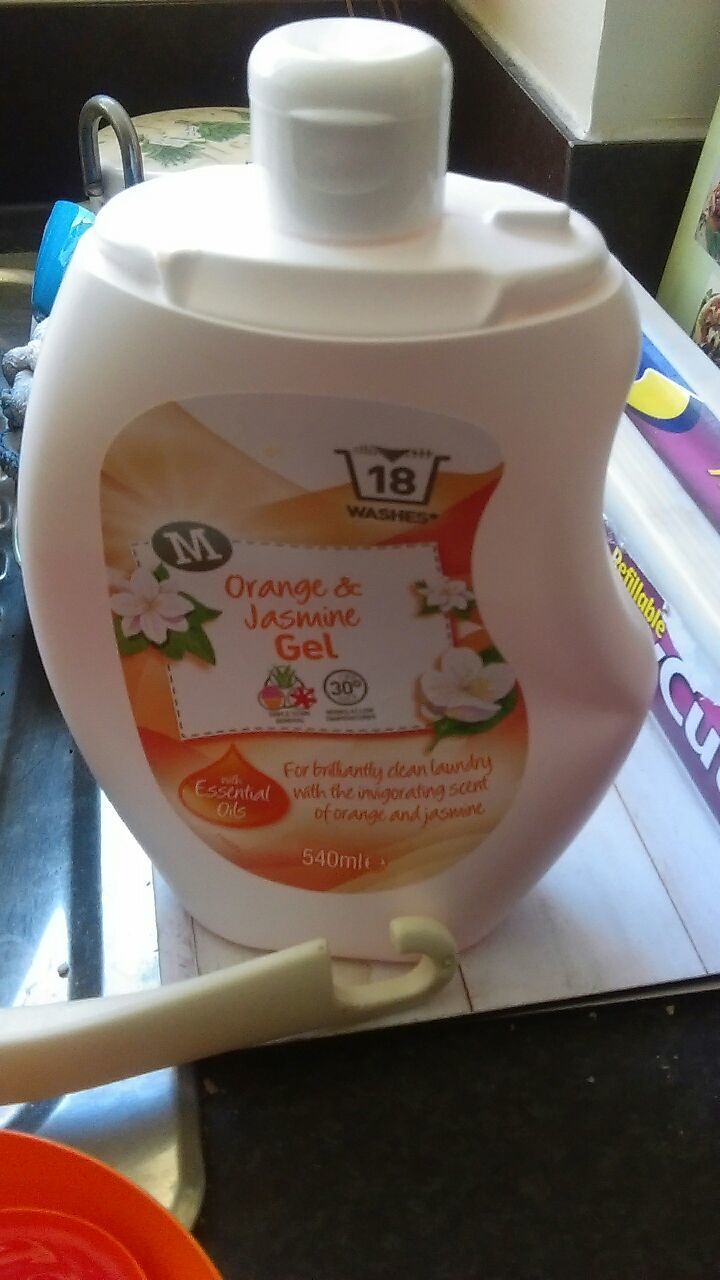 18
WASHES*
M
Orange &
Jasmine
Gel
30°
with
Essential
Oils
For brilliantly clean laundry
with the invigorating scent
of orange and jasmine
540ml e
Refillable
Cu